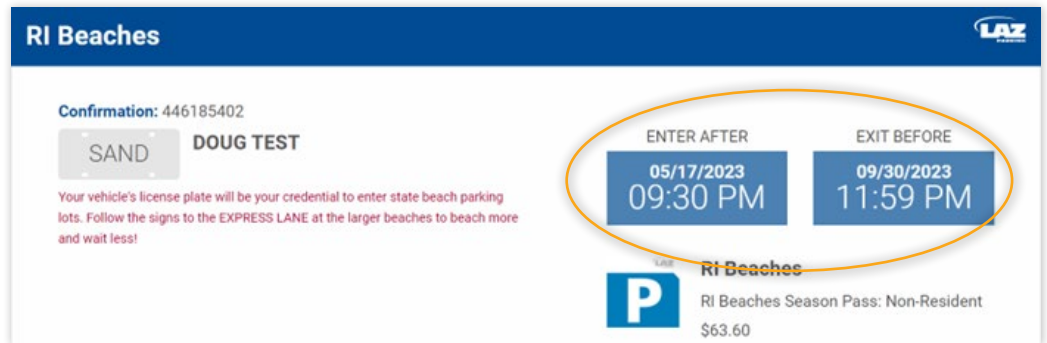 RI Beaches
LAZ
PARKING
Confirmation: 446185402
SAND
DOUG TEST
Your vehicle's license plate will be your credential to enter state beach parking
lots. Follow the signs to the EXPRESS LANE at the larger beaches to beach more
and wait less!
ENTER AFTER
05/17/2023
09:30 PM
EXIT BEFORE
09/30/2023
11:59 PM
LAZ
P
RI Beaches
RI Beaches Season Pass: Non-Resident
$63.60